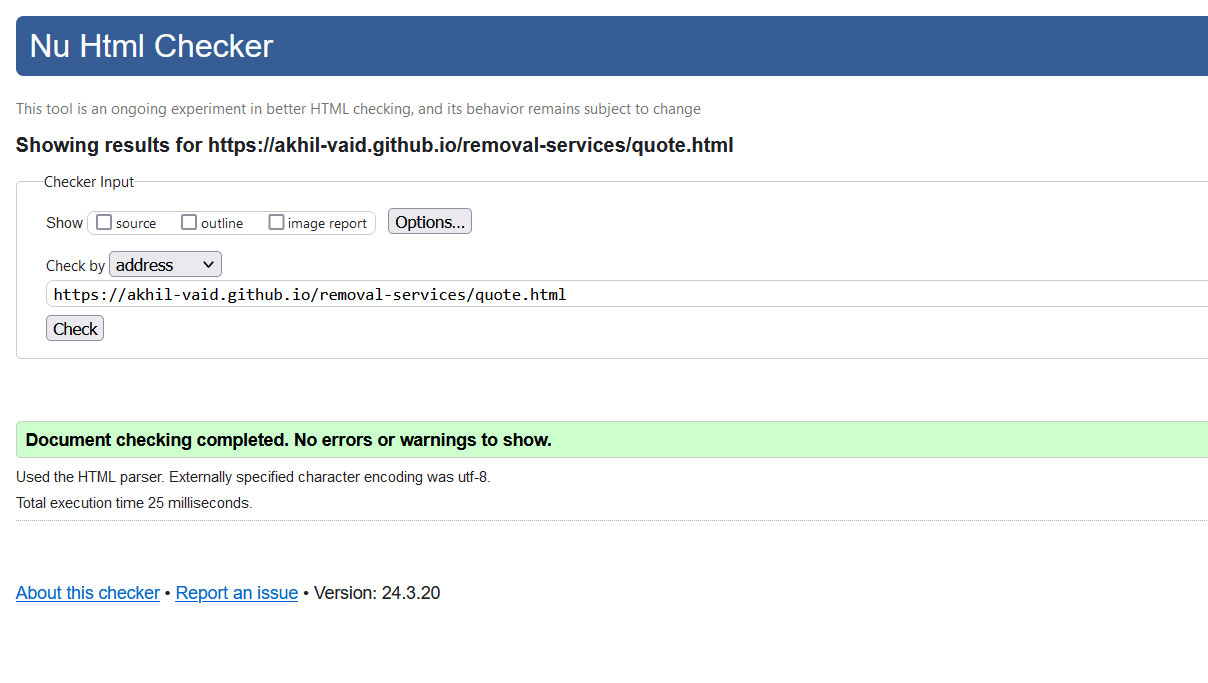 Nu Html Checker
This tool is an ongoing experiment in better HTML checking, and its behavior remains subject to change
Showing results for https://akhil-vaid.github.io/removal-services/quote.html
Checker Input
Show source outline image report Options...
Check by address
https://akhil-vaid.github.io/removal-services/quote.html
Check
Document checking completed. No errors or warnings to show.
Used the HTML parser. Externally specified character encoding was utf-8.
Total execution time 25 milliseconds.
About this checker • Report an issue • Version: 24.3.20